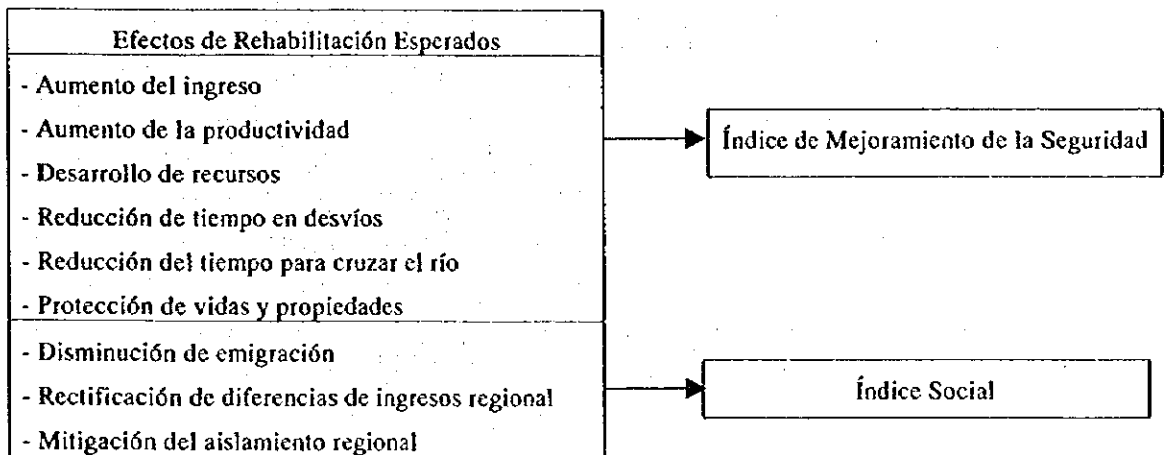 Efectos de Rehabilitación Esperados
- Aumento del ingreso
- Aumento de la productividad
- Desarrollo de recursos
- Reducción de tiempo en desvíos
- Reducción del tiempo para cruzar el río
- Protección de vidas y propiedades
- Disminución de emigración
- Rectificación de diferencias de ingresos regional
- Mitigación del aislamiento regional
Índice de Mejoramiento de la Seguridad
Índice Social